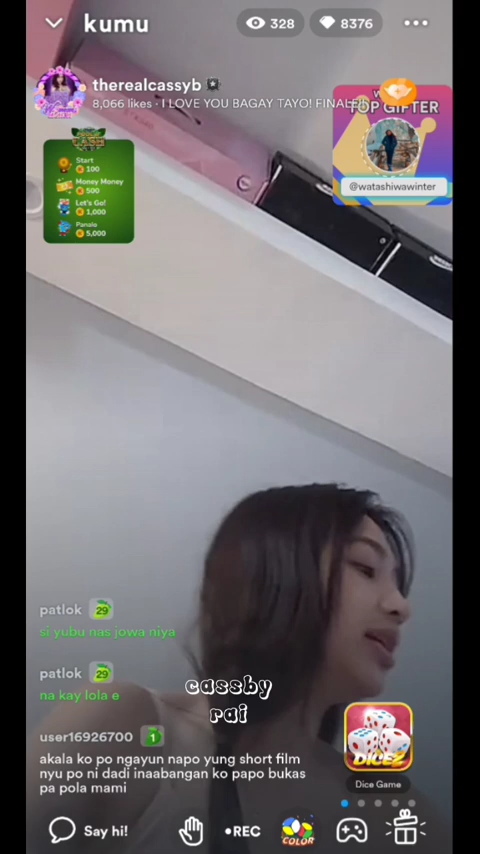 kumu
328
8376
therealcassyb
8,066 likes · I LOVE YOU BAGAY TAYO! FINALE!!
TOP GIFTER
@watashiwawinter
Start
100
Money Money
500
Let's Go!
1,000
Panalo
5,000
patlok 29
si yubu nas jowa niya
patlok 29
na kay lola e
cassby
rai
user16926700 1
akala ko po ngayun napo yung short film
nyu po ni dadi inaabangan ko papo bukas
pa pola mami
DICE2
Dice Game
Say hi!
•REC
COLOR